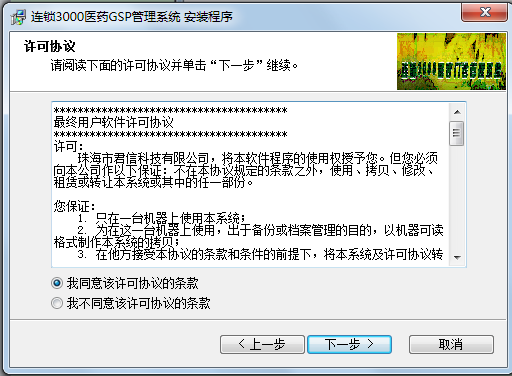 连锁3000医药GSP管理系统 安装程序
许可协议
请阅读下面的许可协议并单击“下一步”继续。
***************************************
最终用户软件许可协议
***************************************
许可:
珠海市君信科技有限公司，将本软件程序的使用权授予您。但您必须
向本公司作以下保证：不在本协议规定的条款之外，使用、拷贝、修改、
租赁或转让本系统或其中的任一部份。
您保证:
1. 只在一台机器上使用本系统；
2. 为在这一台机器上使用，出于备份或档案管理的目的，以机器可读
格式制作本系统的拷贝；
3. 在他方接受本协议的条款和条件的前提下，将本系统及许可协议转
我同意该许可协议的条款
我不同意该许可协议的条款
< 上一步
下一步 >
取消